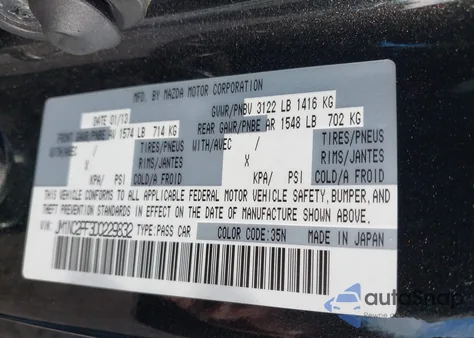 MFD. BY MAZDA MOTOR CORPORATION
DATE 01/13 GVWR/PNBV 3122 LB 1416 KG
FRONT GAWR/PNBE AV 1574 LB 714 KG REAR GAWR/PNBE AR 1548 LB 702 KG
WITH/AVEC / TIRES/PNEUS WITH/AVEC / TIRES/PNEUS
X RIMS/JANTES X RIMS/JANTES
KPA/ PSI COLD/A FROID KPA/ PSI COLD/A FROID
THIS VEHICLE CONFORMS TO ALL APPLICABLE FEDERAL MOTOR VEHICLE SAFETY, BUMPER, AND
THEFT PREVENTION STANDARDS IN EFFECT ON THE DATE OF MANUFACTURE SHOWN ABOVE.
VIN: JM1NC2PF3D0229832 TYPE:PASS CAR COLOR CODE:35N MADE IN JAPAN
autoSnap